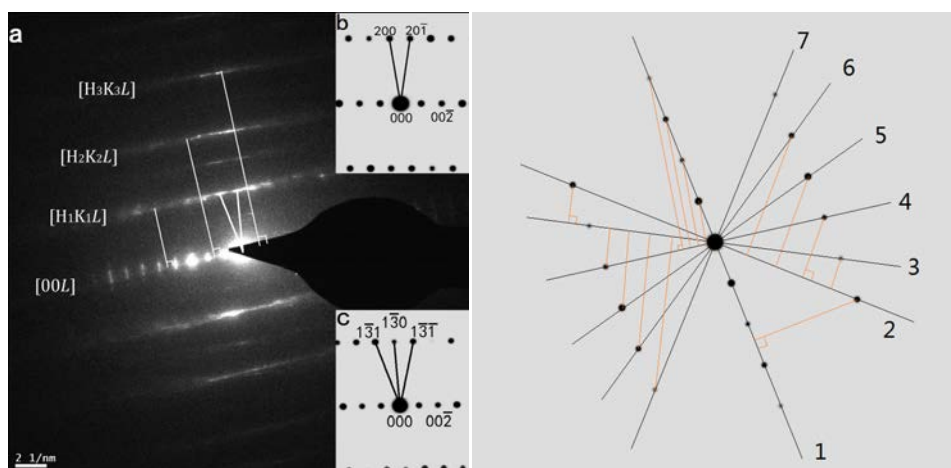 a
[H₃K₃L]
[H₂K₂L]
[H₁K₁L]
[00L]
2 1/nm
b
200 201̅
000 002̅
c
13̅1 13̅0 13̅1̅
000 002̅
7
6
5
4
3
2
1